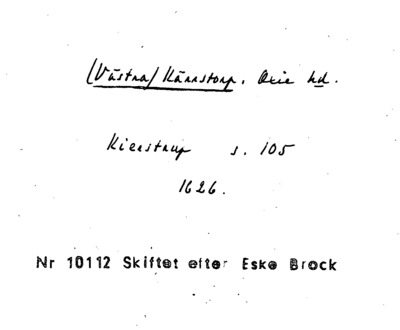 (Västra) Kärrstorp. Oxie hd.
Kierstrup s. 105
1626.
Nr 10112 Skiftet efter Eske Brock